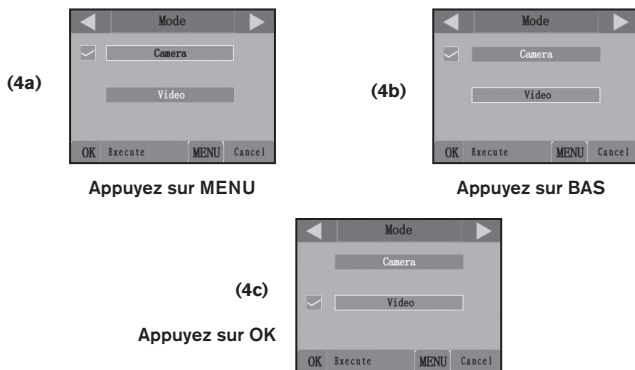 Mode
Camera
Video
OK Execute MENU Cancel
(4a)
Appuyez sur MENU
Mode
Camera
Video
OK Execute MENU Cancel
(4b)
Appuyez sur BAS
Mode
Camera
Video
OK Execute MENU Cancel
(4c)
Appuyez sur OK